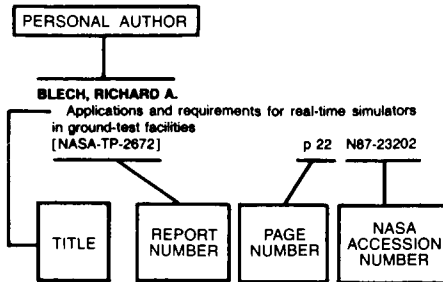 PERSONAL AUTHOR
BLECH, RICHARD A.
Applications and requirements for real-time simulators
in ground-test facilities
[NASA-TP-2672] p 22 N87-23202
TITLE
REPORT
NUMBER
PAGE
NUMBER
NASA
ACCESSION
NUMBER